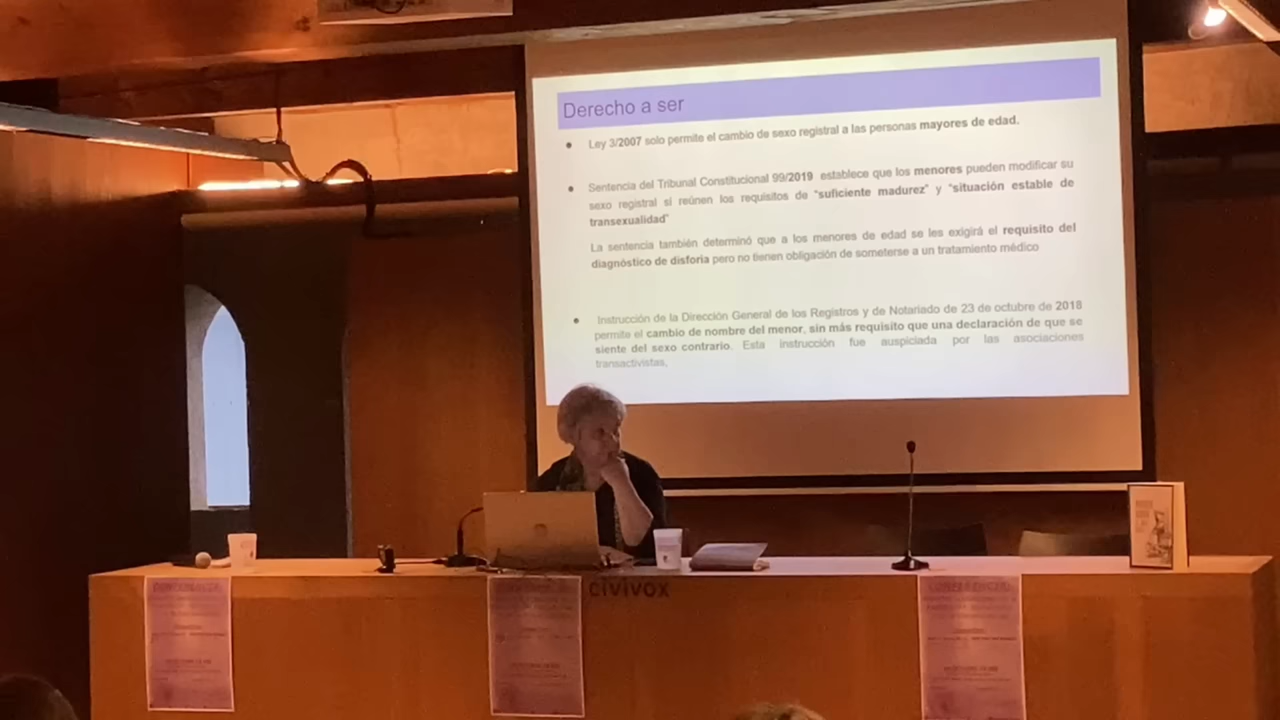 Derecho a ser
● Ley 3/2007 solo permite el cambio de sexo registral a las personas mayores de edad.
● Sentencia del Tribunal Constitucional 99/2019 establece que los menores pueden modificar su
sexo registral si reúnen los requisitos de "suficiente madurez" y "situación estable de
transexualidad"
La sentencia también determinó que a los menores de edad se les exigirá el requisito del
diagnóstico de disforia pero no tienen obligación de someterse a un tratamiento médico
● Instrucción de la Dirección General de los Registros y de Notariado de 23 de octubre de 2018
permite el cambio de nombre del menor, sin más requisito que una declaración de que se
siente del sexo contrario. Esta instrucción fue auspiciada por las asociaciones
transactivistas,
civivox